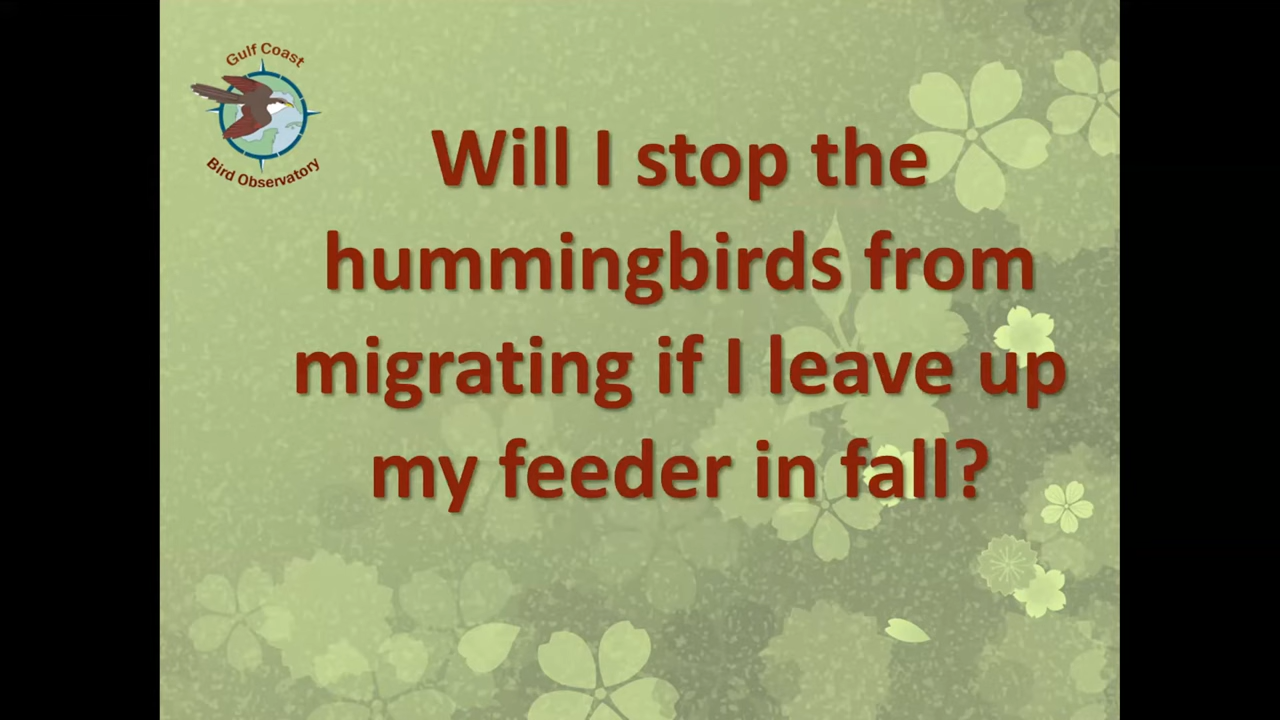 Gulf Coast
Bird Observatory
Will I stop the
hummingbirds from
migrating if I leave up
my feeder in fall?